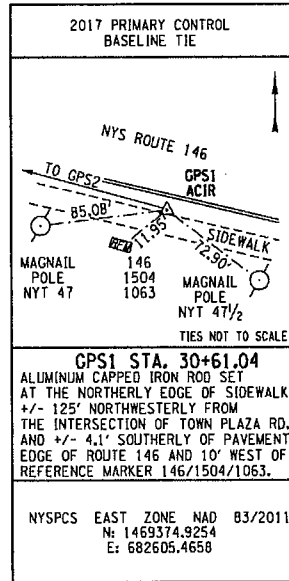 2017 PRIMARY CONTROL
BASELINE TIE
NYS ROUTE 146
TO GPS2
GPS1
ACIR
85.08'
REM
11.95'
72.90'
SIDEWALK
MAGNAIL
POLE
NYT 47
146
1504
1063
MAGNAIL
POLE
NYT 47½
TIES NOT TO SCALE
GPS1 STA. 30+61.04
ALUMINUM CAPPED IRON ROD SET
AT THE NORTHERLY EDGE OF SIDEWALK
+/- 125' NORTHWESTERLY FROM
THE INTERSECTION OF TOWN PLAZA RD.
AND +/- 4.1' SOUTHERLY OF PAVEMENT
EDGE OF ROUTE 146 AND 10' WEST OF
REFERENCE MARKER 146/1504/1063.
NYSPCS EAST ZONE NAD 83/2011
N: 1469374.9254
E: 682605.4658